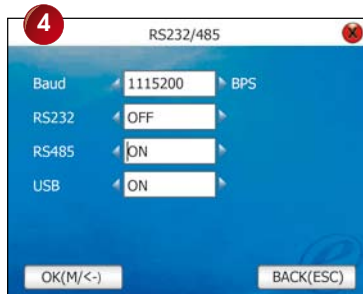 4
RS232/485
Baud 1115200 BPS
RS232 OFF
RS485 ON
USB ON
OK(M/<-) BACK(ESC)